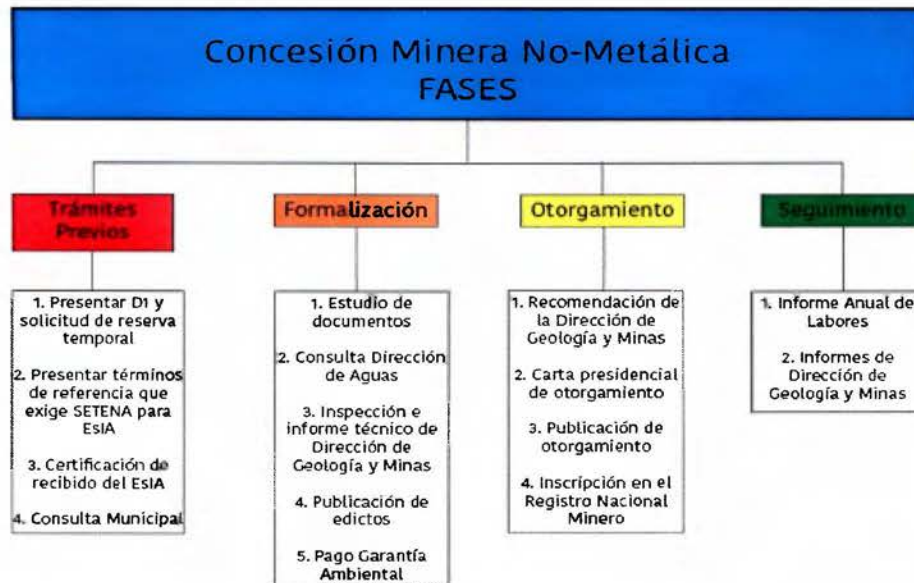 Concesión Minera No-Metálica
FASES
Trámites
Previos
1. Presentar D1 y
solicitud de reserva
temporal
2. Presentar términos
de referencia que
exige SETENA para
EsIA
3. Certificación de
recibido del EsIA
4. Consulta Municipal
Formalización
1. Estudio de
documentos
2. Consulta Dirección
de Aguas
3. Inspección e
informe técnico de
Dirección de
Geología y Minas
4. Publicación de
edictos
5. Pago Garantía
Ambiental
Otorgamiento
1. Recomendación de
la Dirección de
Geología y Minas
2. Carta presidencial
de otorgamiento
3. Publicación de
otorgamiento
4. Inscripción en el
Registro Nacional
Minero
Seguimiento
1. Informe Anual de
Labores
2. Informes de
Dirección de
Geología y Minas